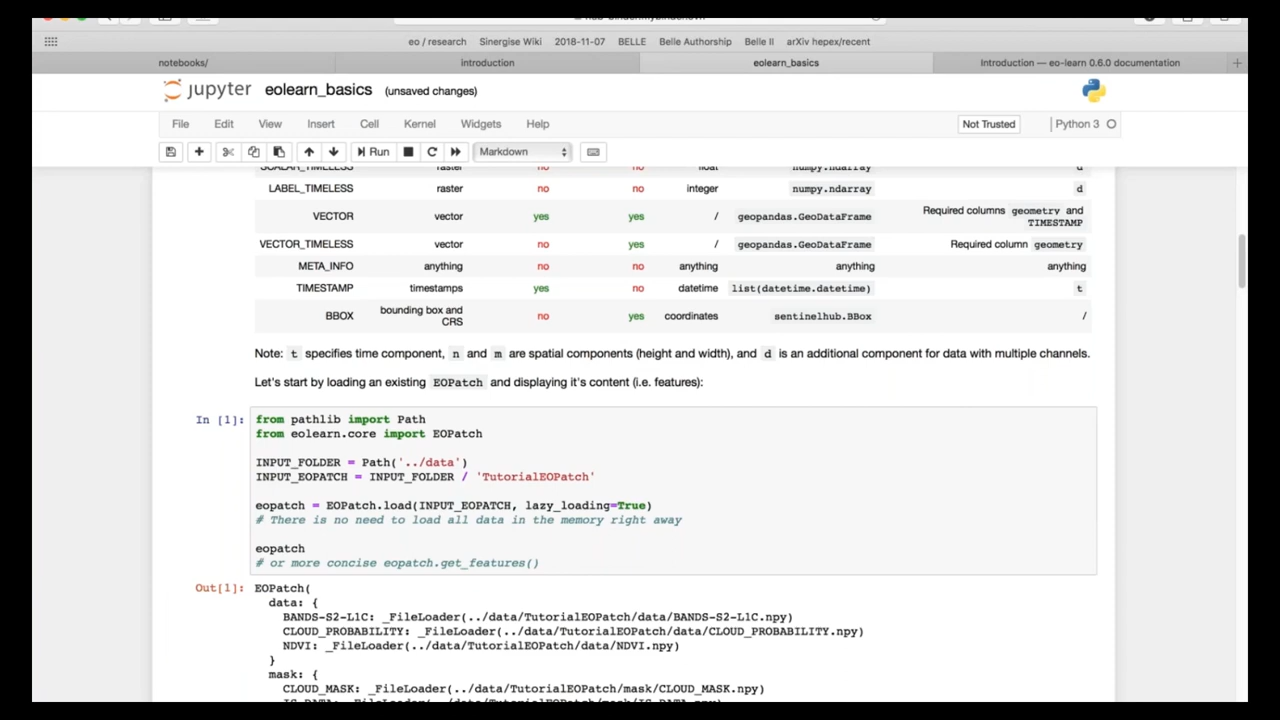 eo / research Sinergise Wiki 2018-11-07 BELLE Belle Authorship Belle II arXiv hepex/recent
notebooks/ introduction eolearn_basics Introduction — eo-learn 0.6.0 documentation +
jupyter eolearn_basics (unsaved changes)
File Edit View Insert Cell Kernel Widgets Help Not Trusted Python 3
Run Markdown
SCALAR_TIMELESS raster no no float numpy.ndarray d
LABEL_TIMELESS raster no no integer numpy.ndarray d
VECTOR vector yes yes / geopandas.GeoDataFrame Required columns geometry and
TIMESTAMP
VECTOR_TIMELESS vector no yes / geopandas.GeoDataFrame Required column geometry
META_INFO anything no no anything anything anything
TIMESTAMP timestamps yes no datetime list(datetime.datetime) t
BBOX bounding box and
CRS no yes coordinates sentinelhub.BBox /
Note: t specifies time component, n and m are spatial components (height and width), and d is an additional component for data with multiple channels.
Let's start by loading an existing EOPatch and displaying it's content (i.e. features):
In [1]: from pathlib import Path
from eolearn.core import EOPatch
INPUT_FOLDER = Path('../data')
INPUT_EOPATCH = INPUT_FOLDER / 'TutorialEOPatch'
eopatch = EOPatch.load(INPUT_EOPATCH, lazy_loading=True)
# There is no need to load all data in the memory right away
eopatch
# or more concise eopatch.get_features()
Out[1]: EOPatch(
data: {
BANDS-S2-L1C: _FileLoader(../data/TutorialEOPatch/data/BANDS-S2-L1C.npy)
CLOUD_PROBABILITY: _FileLoader(../data/TutorialEOPatch/data/CLOUD_PROBABILITY.npy)
NDVI: _FileLoader(../data/TutorialEOPatch/data/NDVI.npy)
}
mask: {
CLOUD_MASK: _FileLoader(../data/TutorialEOPatch/mask/CLOUD_MASK.npy)